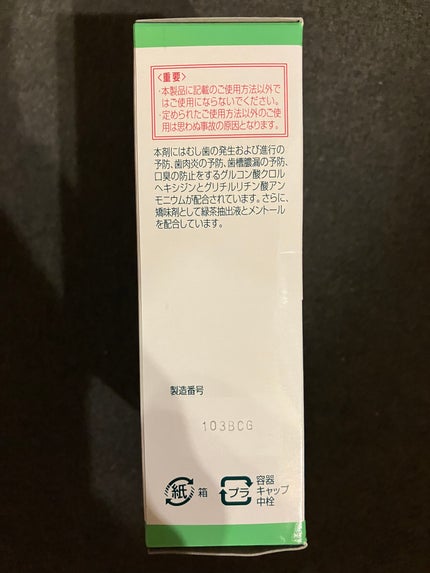 <重要>
・本製品に記載のご使用方法以外で
はご使用にならないでください。
・定められたご使用方法以外のご使
用は思わぬ事故の原因となります。
本剤にはむし歯の発生および進行の
予防、歯肉炎の予防、歯槽膿漏の予防、
口臭の防止をするグルコン酸クロル
ヘキシジンとグリチルリチン酸アン
モニウムが配合されています。さらに、
矯味剤として緑茶抽出液とメントール
を配合しています。
製造番号
103BCG
紙 箱
プラ 容器
キャップ
中栓